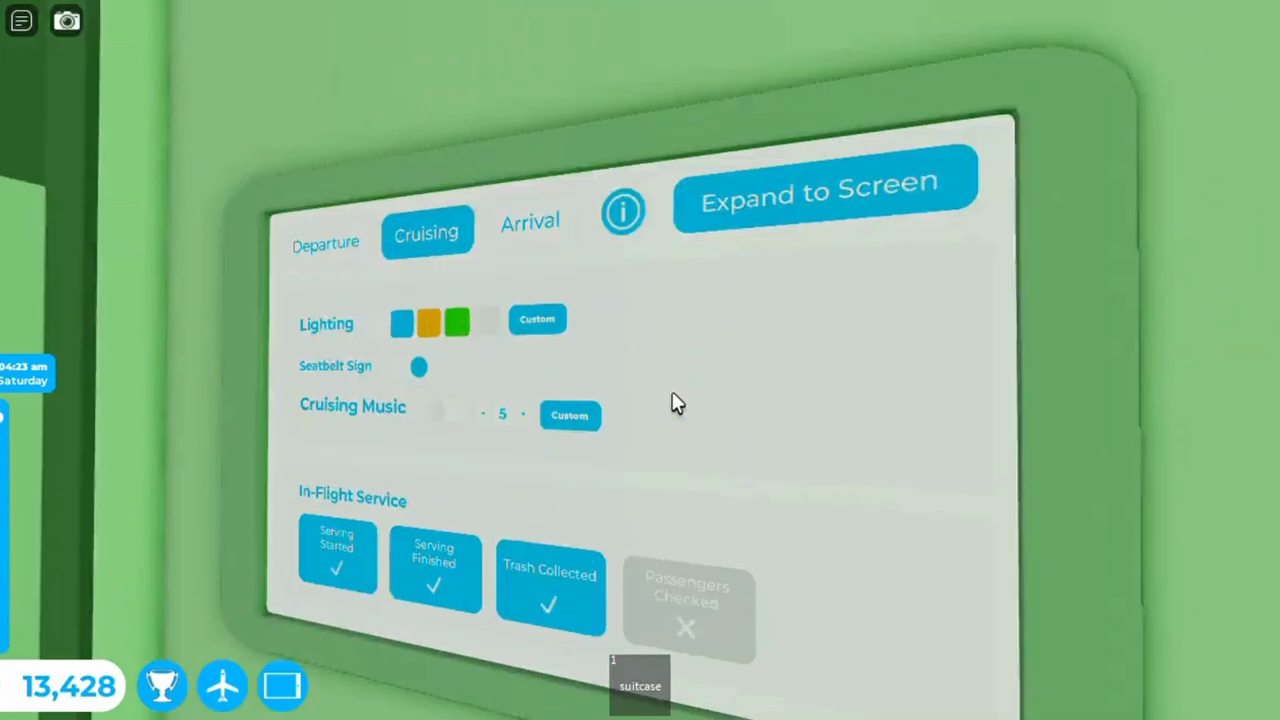 Departure
Cruising
Arrival
i
Expand to Screen
Lighting
Custom
Seatbelt Sign
Cruising Music
- 5
Custom
04:23 am
Saturday
In-Flight Service
Serving
Started
Serving
Finished
Trash Collected
Passengers
Checked
13,428
1
suitcase